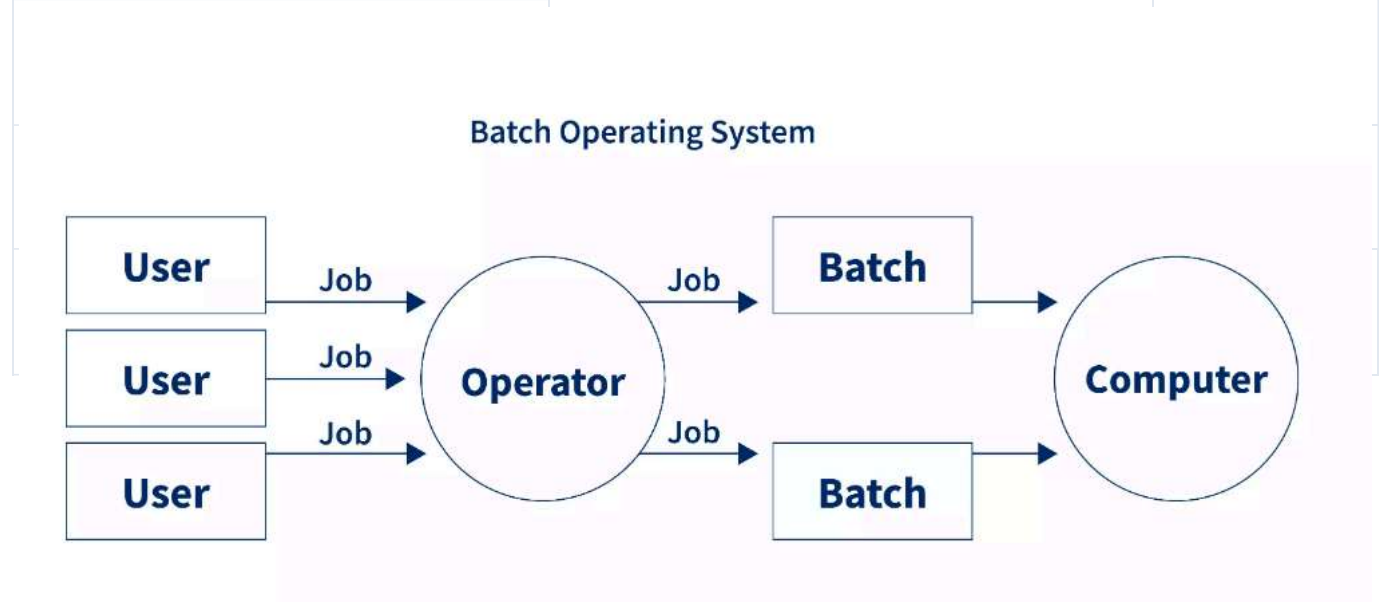 Batch Operating System
User
Job
Job
Batch
User
Job
Operator
Computer
User
Job
Job
Batch